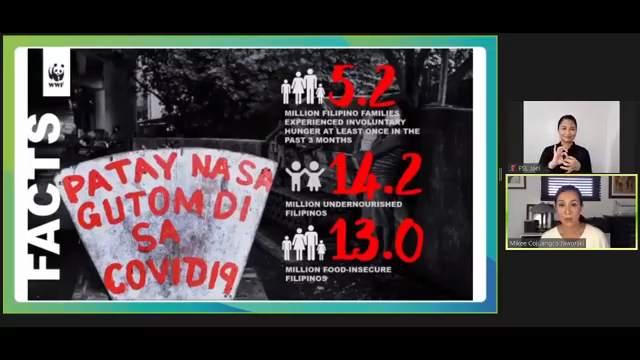 WWF
FACTS
PATAY NA SA
GUTOM DI
SA
COVID19
5.2
MILLION FILIPINO FAMILIES
EXPERIENCED INVOLUNTARY
HUNGER AT LEAST ONCE IN THE
PAST 3 MONTHS
14.2
MILLION UNDERNOURISHED
FILIPINOS
13.0
MILLION FOOD-INSECURE
FILIPINOS
FSL Joel
Mikee Cojuangco Jaworski